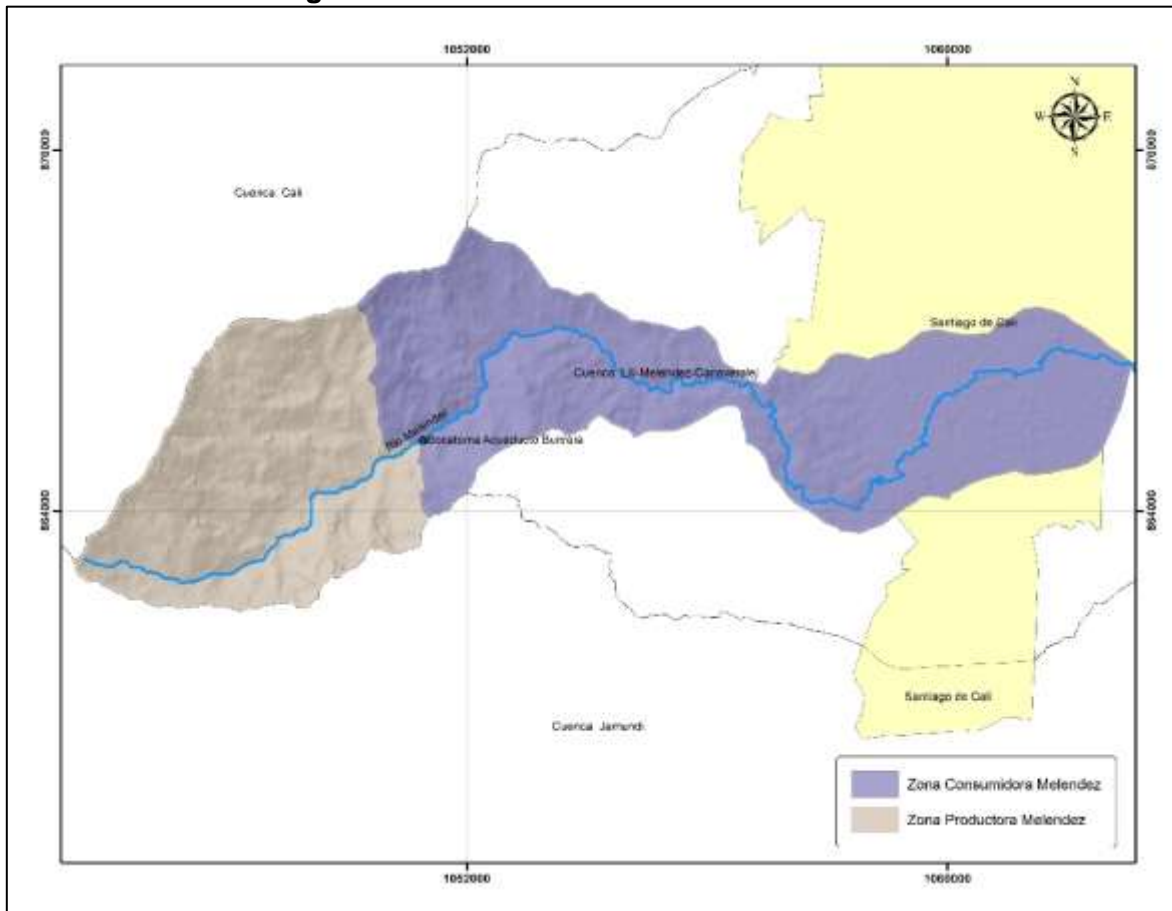 1052000
1060000
N
W E
S
870000
870000
Cuenca: Cali
Santiago de Cali
Cuenca: Lili-Melendez-Cañaveralejo
Rio Melendez
Bocatoma Acueducto
864000
864000
Santiago de Cali
Cuenca: Jamundi
Zona Consumidora Melendez
Zona Productora Melendez
1052000
1060000